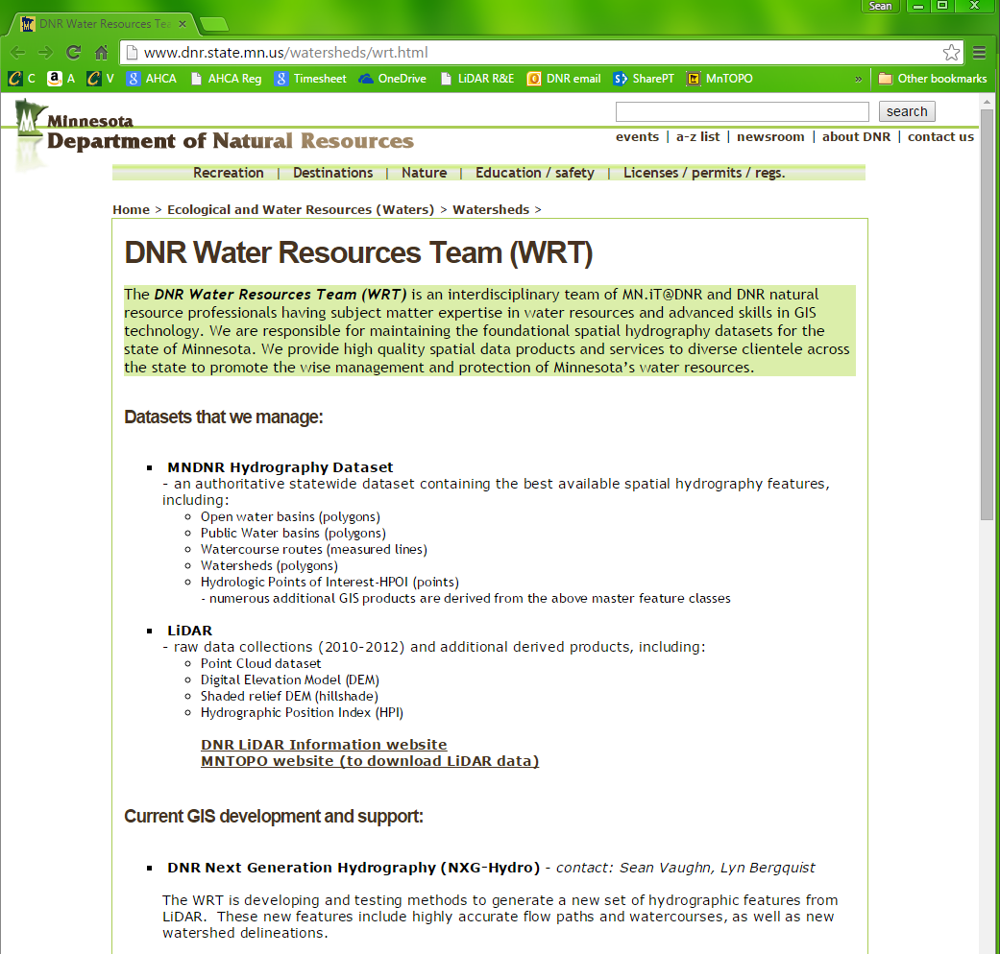 Sean
DNR Water Resources Tea
www.dnr.state.mn.us/watersheds/wrt.html
C A V AHCA AHCA Reg Timesheet OneDrive LiDAR R&E DNR email SharePT MnTOPO » Other bookmarks
Minnesota
Department of Natural Resources
search
events | a-z list | newsroom | about DNR | contact us
Recreation | Destinations | Nature | Education / safety | Licenses / permits / regs.
Home > Ecological and Water Resources (Waters) > Watersheds >
DNR Water Resources Team (WRT)
The DNR Water Resources Team (WRT) is an interdisciplinary team of MN.iT@DNR and DNR natural
resource professionals having subject matter expertise in water resources and advanced skills in GIS
technology. We are responsible for maintaining the foundational spatial hydrography datasets for the
state of Minnesota. We provide high quality spatial data products and services to diverse clientele across
the state to promote the wise management and protection of Minnesota’s water resources.
Datasets that we manage:
MNDNR Hydrography Dataset
- an authoritative statewide dataset containing the best available spatial hydrography features,
including:
Open water basins (polygons)
Public Water basins (polygons)
Watercourse routes (measured lines)
Watersheds (polygons)
Hydrologic Points of Interest-HPOI (points)
- numerous additional GIS products are derived from the above master feature classes
LiDAR
- raw data collections (2010-2012) and additional derived products, including:
Point Cloud dataset
Digital Elevation Model (DEM)
Shaded relief DEM (hillshade)
Hydrographic Position Index (HPI)
DNR LiDAR Information website
MNTOPO website (to download LiDAR data)
Current GIS development and support:
DNR Next Generation Hydrography (NXG-Hydro) - contact: Sean Vaughn, Lyn Bergquist
The WRT is developing and testing methods to generate a new set of hydrographic features from
LiDAR.  These new features include highly accurate flow paths and watercourses, as well as new
watershed delineations.